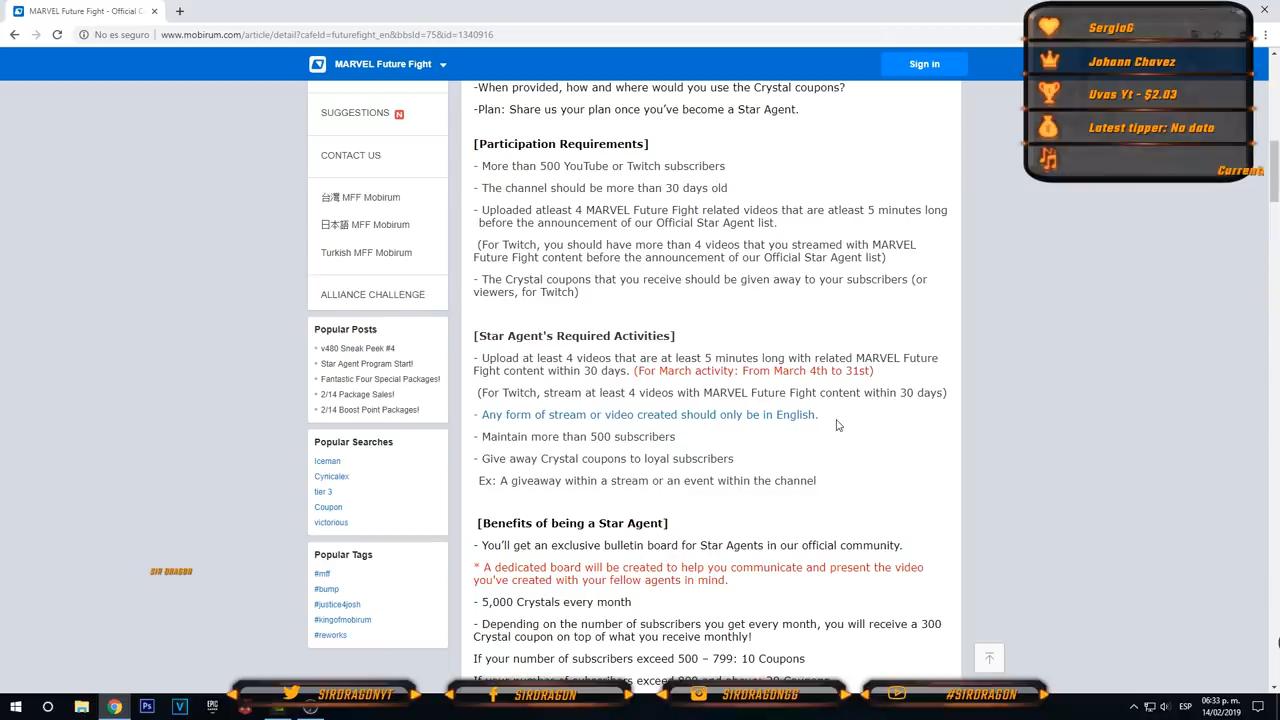 MARVEL Future Fight - Official C
No es seguro | www.mobirum.com/article/detail?cafeId=futurefight_en&bbsId=75&id=1340916
MARVEL Future Fight
Sign in
SUGGESTIONS N
CONTACT US
台灣 MFF Mobirum
日本語 MFF Mobirum
Turkish MFF Mobirum
ALLIANCE CHALLENGE
Popular Posts
v480 Sneak Peek #4
Star Agent Program Start!
Fantastic Four Special Packages!
2/14 Package Sales!
2/14 Boost Point Packages!
Popular Searches
Iceman
Cynicalex
tier 3
Coupon
victorious
Popular Tags
#mff
#bump
#justice4josh
#kingofmobirum
#reworks
-When provided, how and where would you use the Crystal coupons?
-Plan: Share us your plan once you've become a Star Agent.
[Participation Requirements]
- More than 500 YouTube or Twitch subscribers
- The channel should be more than 30 days old
- Uploaded atleast 4 MARVEL Future Fight related videos that are atleast 5 minutes long
before the announcement of our Official Star Agent list.
(For Twitch, you should have more than 4 videos that you streamed with MARVEL
Future Fight content before the announcement of our Official Star Agent list)
- The Crystal coupons that you receive should be given away to your subscribers (or
viewers, for Twitch)
[Star Agent's Required Activities]
- Upload at least 4 videos that are at least 5 minutes long with related MARVEL Future
Fight content within 30 days. (For March activity: From March 4th to 31st)
(For Twitch, stream at least 4 videos with MARVEL Future Fight content within 30 days)
- Any form of stream or video created should only be in English.
- Maintain more than 500 subscribers
- Give away Crystal coupons to loyal subscribers
Ex: A giveaway within a stream or an event within the channel
[Benefits of being a Star Agent]
- You'll get an exclusive bulletin board for Star Agents in our official community.
* A dedicated board will be created to help you communicate and present the video
you've created with your fellow agents in mind.
- 5,000 Crystals every month
- Depending on the number of subscribers you get every month, you will receive a 300
Crystal coupon on top of what you receive monthly!
If your number of subscribers exceed 500 – 799: 10 Coupons
If your number of subscribers exceed 800 and above: 20 Coupons
SergioG
Johann Chavez
Uvas Yt - $2.03
Latest tipper: No data
Current
SIR DRAGON
SIRDRAGONYT
SIRDRAGON
SIRDRAGONGG
#SIRDRAGON
ESP
06:33 p. m.
14/02/2019